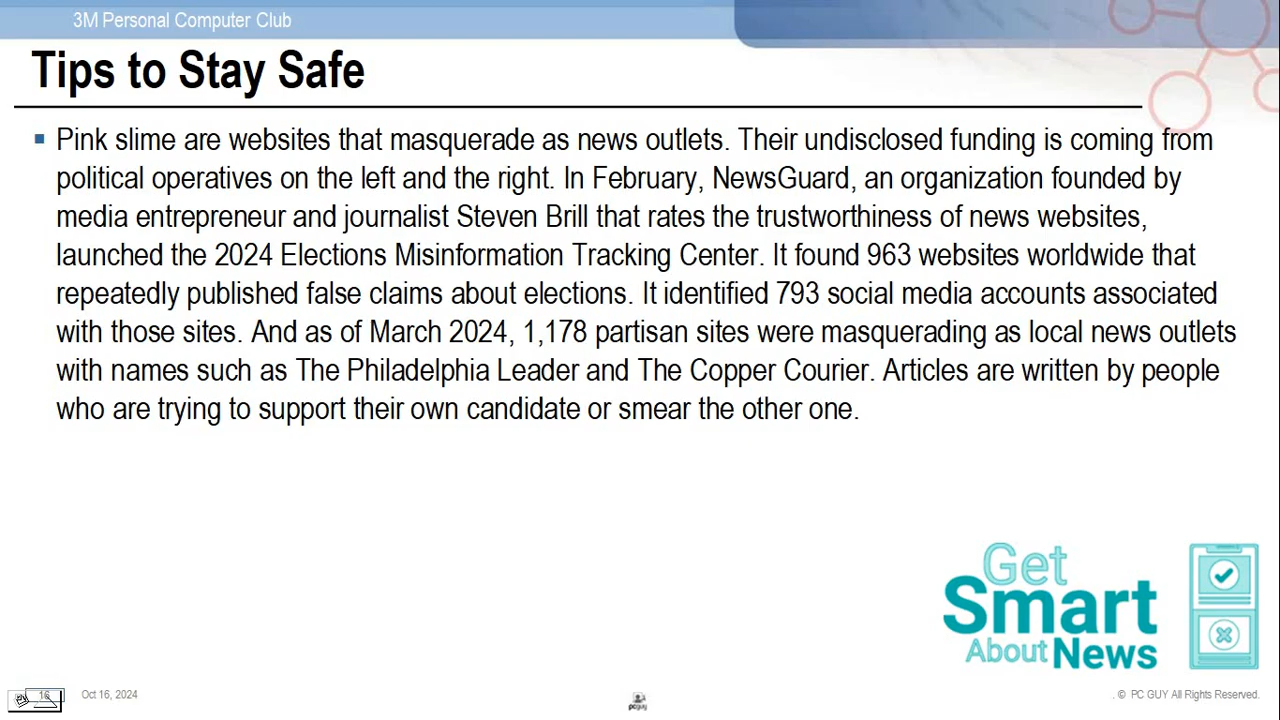 3M Personal Computer Club
Tips to Stay Safe
Pink slime are websites that masquerade as news outlets. Their undisclosed funding is coming from
political operatives on the left and the right. In February, NewsGuard, an organization founded by
media entrepreneur and journalist Steven Brill that rates the trustworthiness of news websites,
launched the 2024 Elections Misinformation Tracking Center. It found 963 websites worldwide that
repeatedly published false claims about elections. It identified 793 social media accounts associated
with those sites. And as of March 2024, 1,178 partisan sites were masquerading as local news outlets
with names such as The Philadelphia Leader and The Copper Courier. Articles are written by people
who are trying to support their own candidate or smear the other one.
Get
Smart
About News
16
Oct 16, 2024
pcguy
. © PC GUY All Rights Reserved.